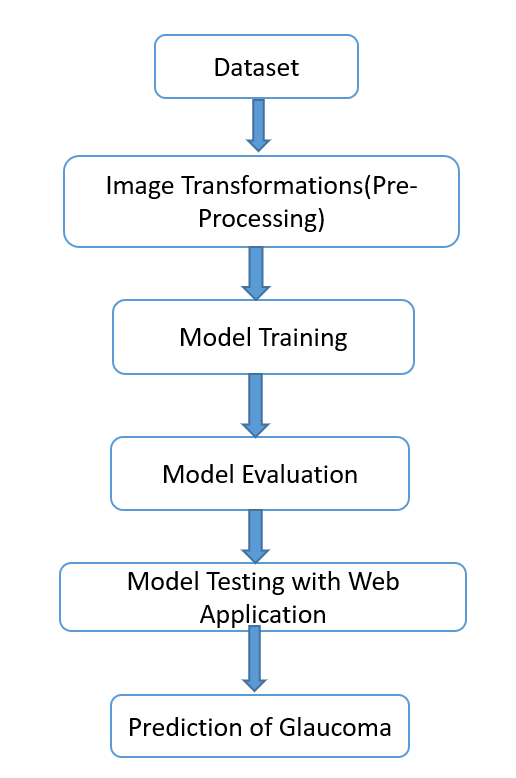 Dataset
Image Transformations(Pre-
Processing)
Model Training
Model Evaluation
Model Testing with Web
Application
Prediction of Glaucoma